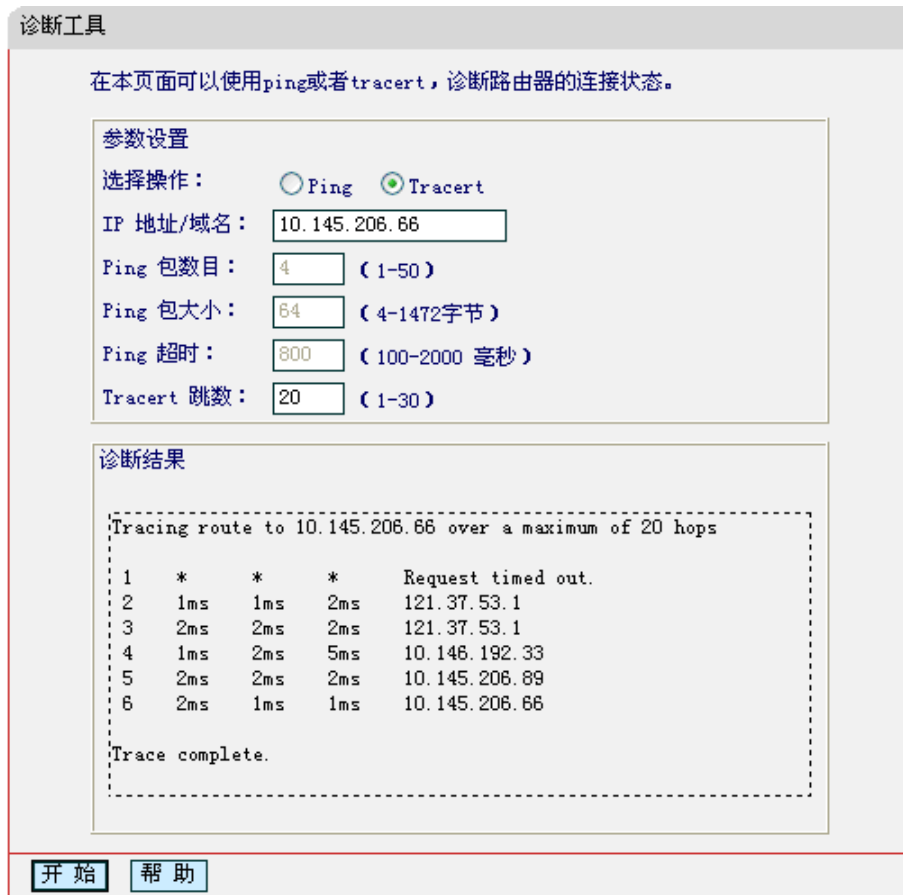 诊断工具
在本页面可以使用ping或者tracert，诊断路由器的连接状态。
参数设置
选择操作： Ping Tracert
IP 地址/域名： 10.145.206.66
Ping 包数目： 4 （1-50）
Ping 包大小： 64 （4-1472字节）
Ping 超时： 800 （100-2000 毫秒）
Tracert 跳数： 20 （1-30）
诊断结果
Tracing route to 10.145.206.66 over a maximum of 20 hops
1 * * * Request timed out.
2 1ms 1ms 2ms 121.37.53.1
3 2ms 2ms 2ms 121.37.53.1
4 1ms 2ms 5ms 10.146.192.33
5 2ms 2ms 2ms 10.145.206.89
6 2ms 1ms 1ms 10.145.206.66
Trace complete.
开 始 帮 助